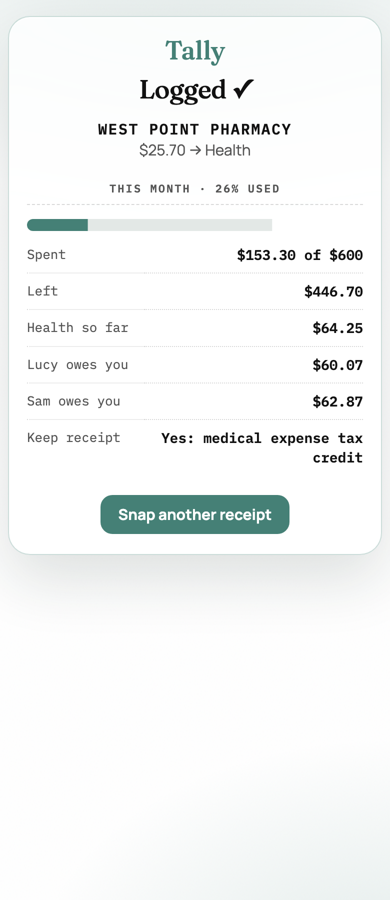 Tally
Logged ✓
WEST POINT PHARMACY
$25.70 → Health
THIS MONTH · 26% USED
Spent $153.30 of $600
Left $446.70
Health so far $64.25
Lucy owes you $60.07
Sam owes you $62.87
Keep receipt Yes: medical expense tax
credit
Snap another receipt